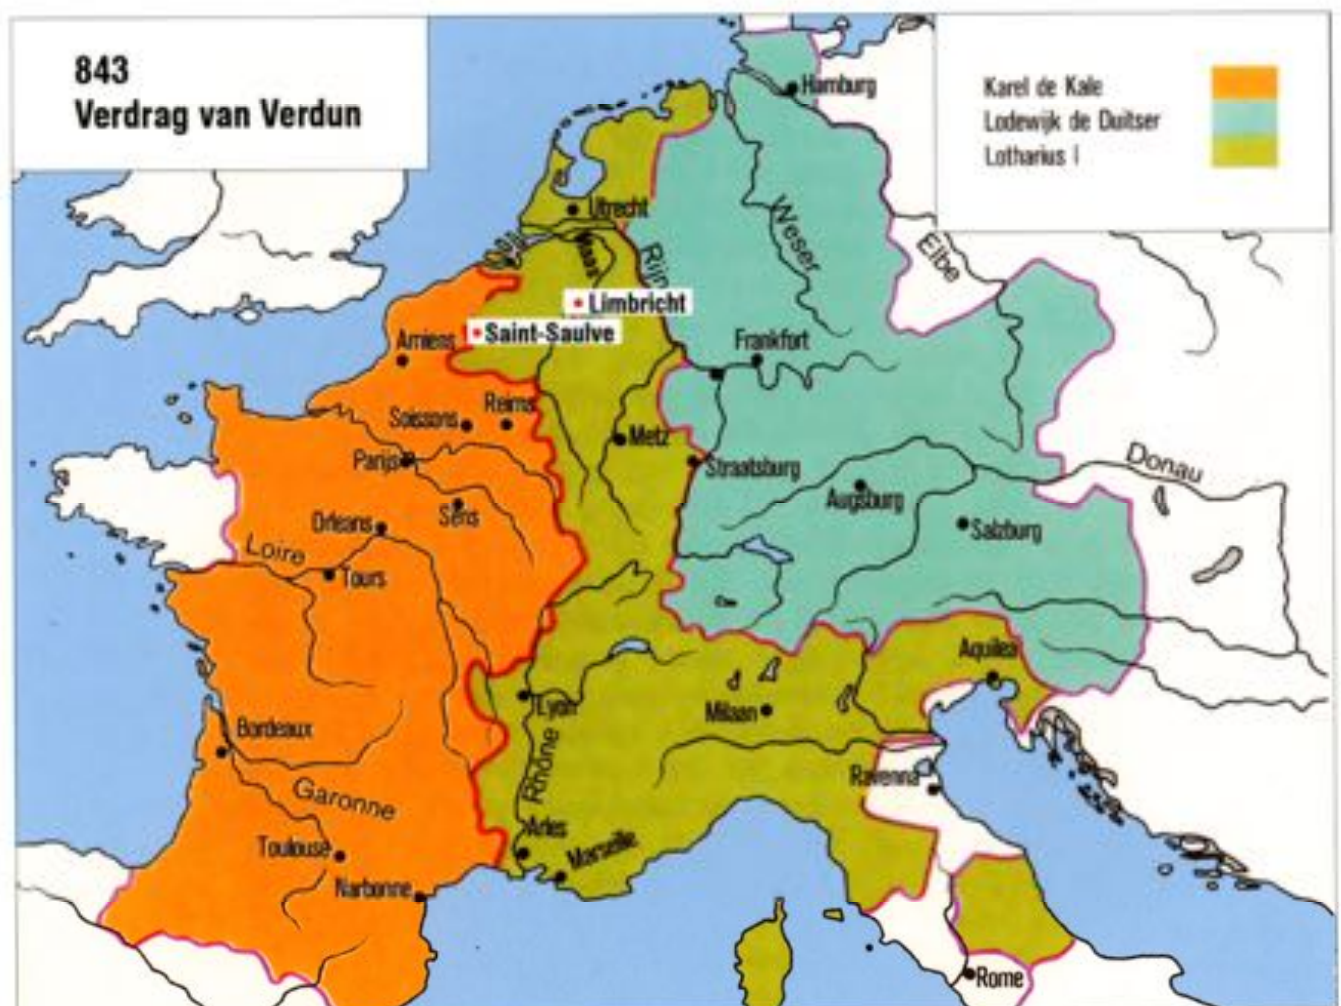 843
Verdrag van Verdun
Karel de Kale
Lodewijk de Duitser
Lotharius I
Hamburg
Utrecht
Weser
Elbe
Maas
Rijn
Limbricht
Saint-Saulve
Amiens
Frankfort
Soissons
Reims
Metz
Parijs
Straatsburg
Donau
Augsburg
Sens
Orleans
Salzburg
Loire
Tours
Aquilea
Lyon
Milaan
Bordeaux
Rhône
Ravenna
Garonne
Arles
Marseille
Toulouse
Narbonne
Rome